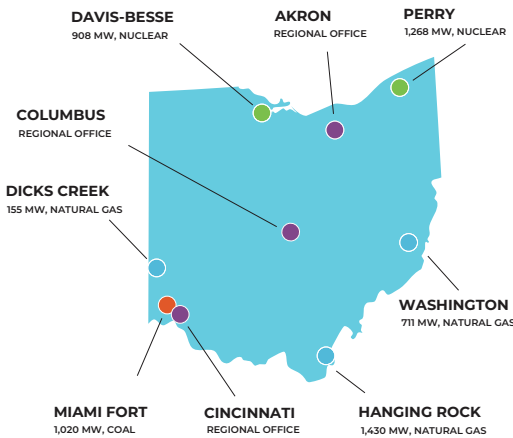 DAVIS-BESSE
908 MW, NUCLEAR
AKRON
REGIONAL OFFICE
PERRY
1,268 MW, NUCLEAR
COLUMBUS
REGIONAL OFFICE
DICKS CREEK
155 MW, NATURAL GAS
WASHINGTON
711 MW, NATURAL GAS
MIAMI FORT
1,020 MW, COAL
CINCINNATI
REGIONAL OFFICE
HANGING ROCK
1,430 MW, NATURAL GAS